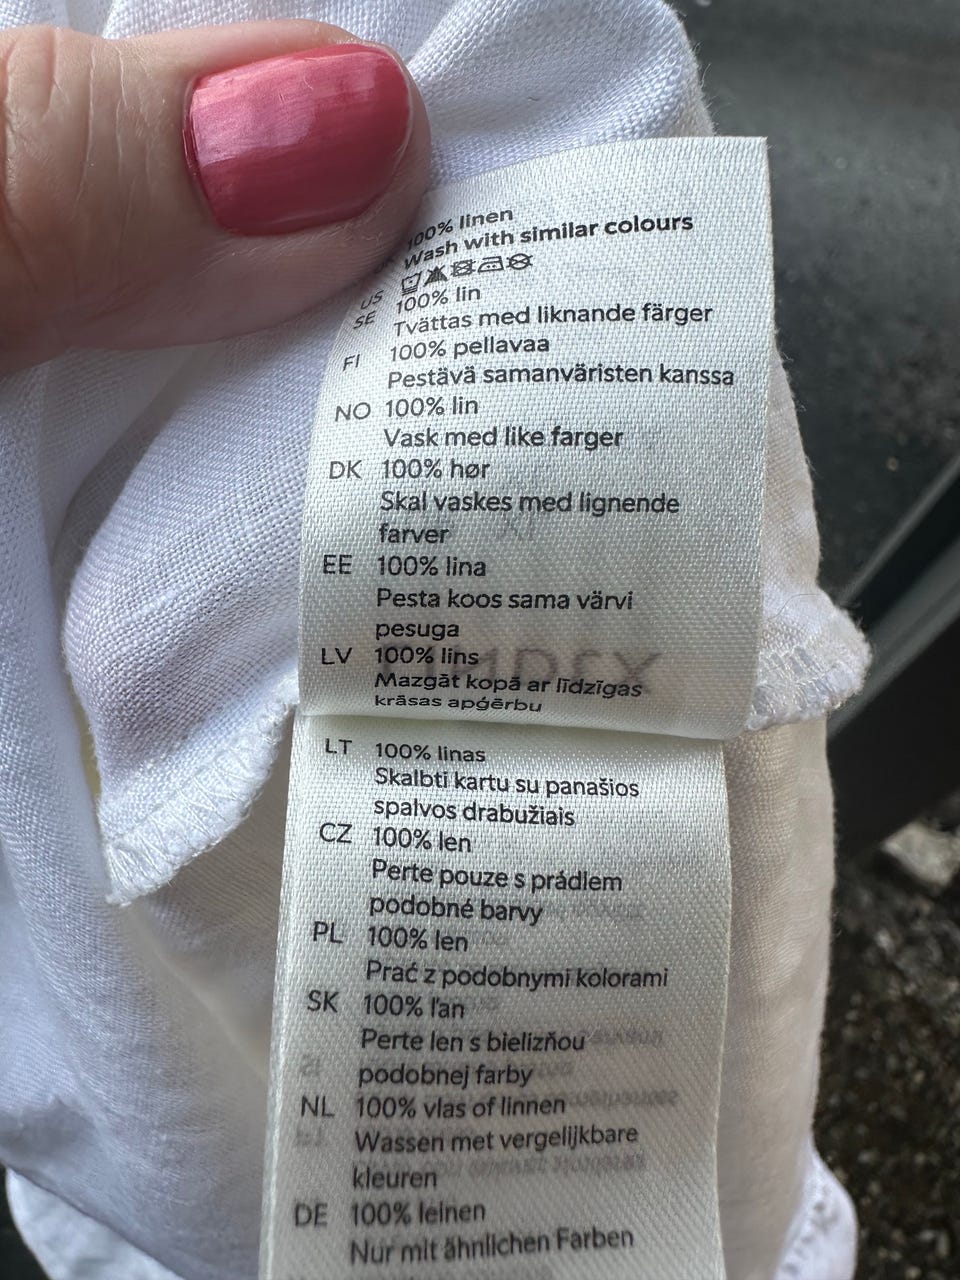 100% linen
Wash with similar colours
US
SE 100% lin
Tvättas med liknande färger
FI 100% pellavaa
Pestävä samanväristen kanssa
NO 100% lin
Vask med like farger
DK 100% hør
Skal vaskes med lignende
farver
EE 100% lina
Pesta koos sama värvi
pesuga
LV 100% lins
Mazgāt kopā ar līdzīgas
krāsas apģērbu
LT 100% linas
Skalbti kartu su panašios
spalvos drabužiais
CZ 100% len
Perte pouze s prádlem
podobné barvy
PL 100% len
Prać z podobnymi kolorami
SK 100% ľan
Perte len s bielizňou
podobnej farby
NL 100% vlas of linnen
Wassen met vergelijkbare
kleuren
DE 100% leinen
Nur mit ähnlichen Farben